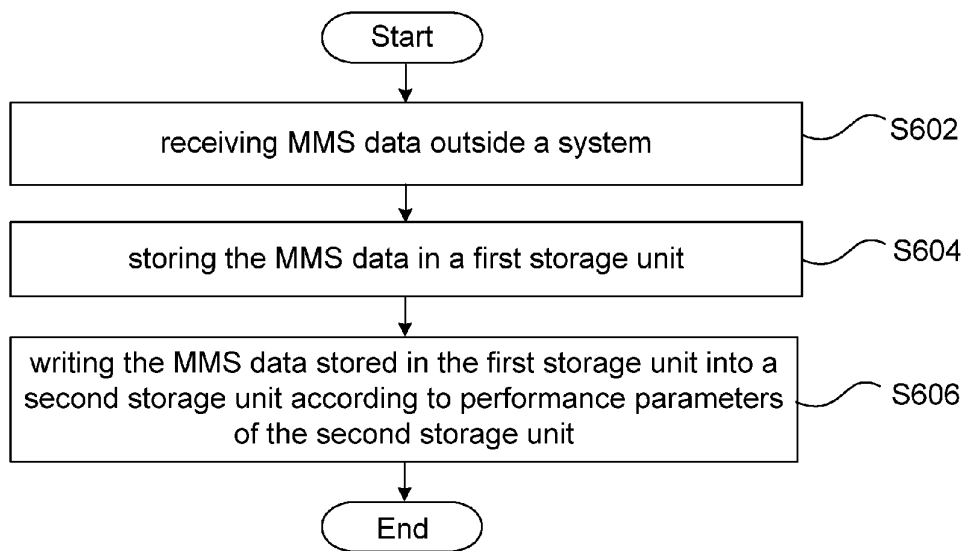 Start
receiving MMS data outside a system
S602
storing the MMS data in a first storage unit
S604
writing the MMS data stored in the first storage unit into a
second storage unit according to performance parameters
of the second storage unit
S606
End